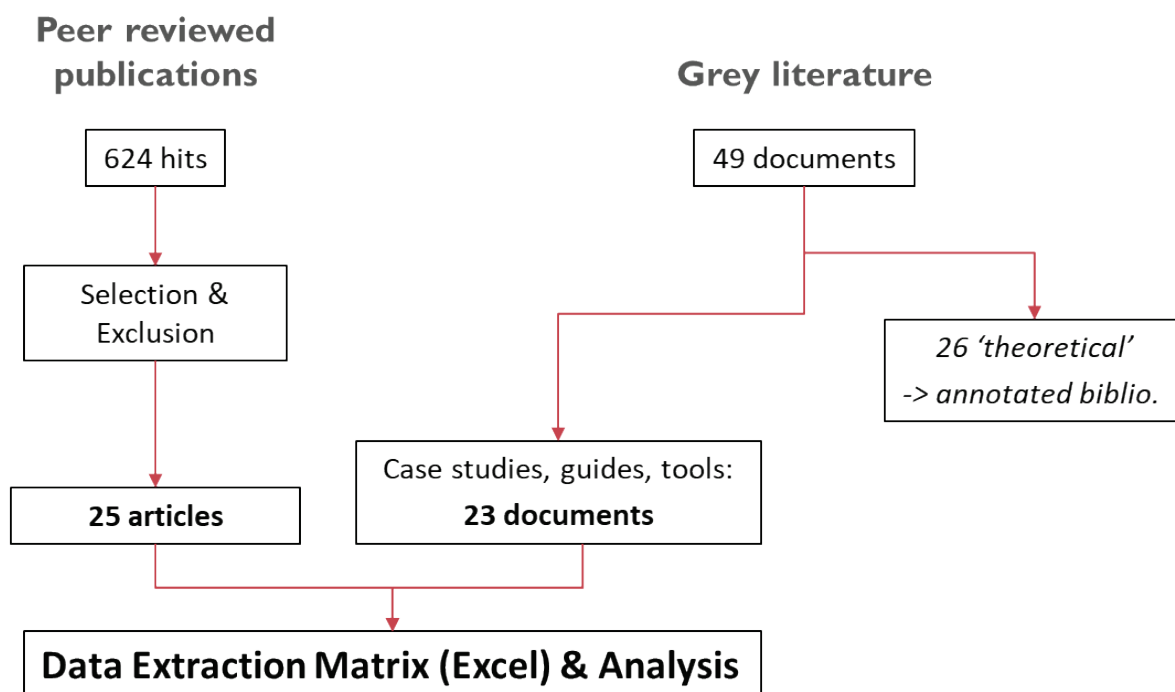 Peer reviewed
publications
Grey literature
624 hits
49 documents
Selection &
Exclusion
26 ‘theoretical’
-> annotated biblio.
Case studies, guides, tools:
23 documents
25 articles
Data Extraction Matrix (Excel) & Analysis